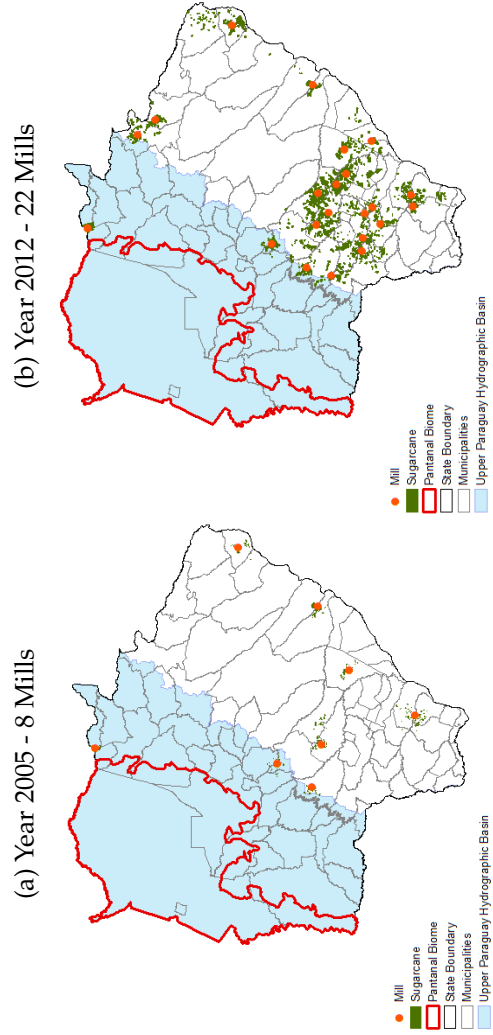 (a) Year 2005 - 8 Mills
Mill
Sugarcane
Pantanal Biome
State Boundary
Municipalities
Upper Paraguay Hydrographic Basin
(b) Year 2012 - 22 Mills
Mill
Sugarcane
Pantanal Biome
State Boundary
Municipalities
Upper Paraguay Hydrographic Basin